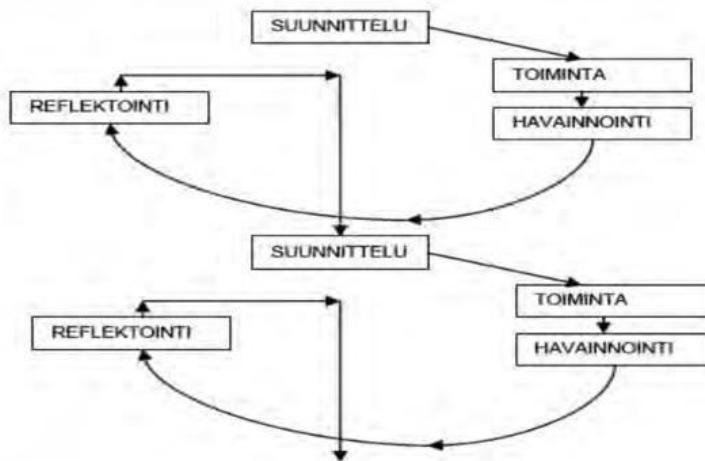 SUUNNITTELU
TOIMINTA
REFLEKTOINTI
HAVAINNOINTI
SUUNNITTELU
TOIMINTA
REFLEKTOINTI
HAVAINNOINTI